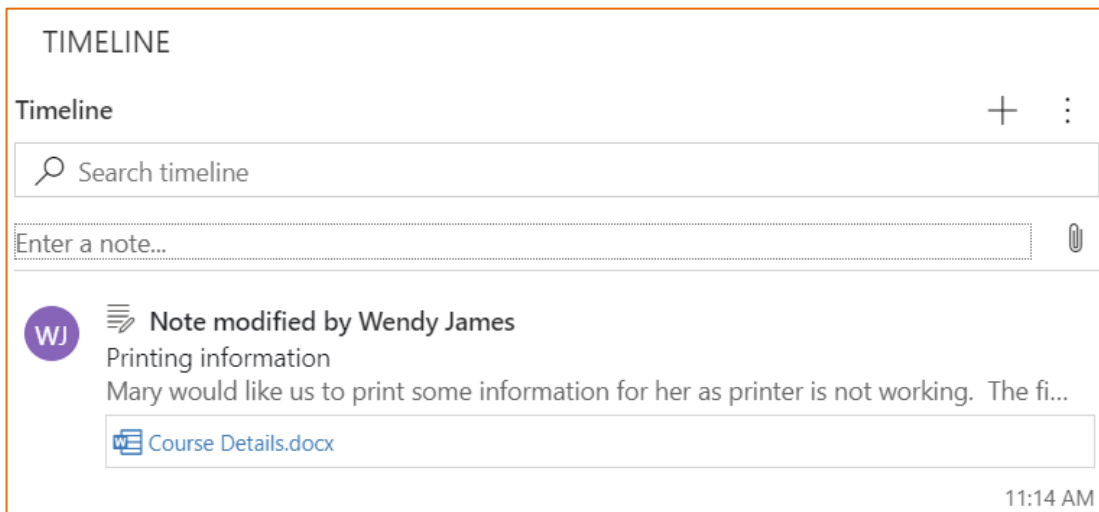 TIMELINE
Timeline
Search timeline
Enter a note...
WJ
Note modified by Wendy James
Printing information
Mary would like us to print some information for her as printer is not working.  The fi...
Course Details.docx
11:14 AM